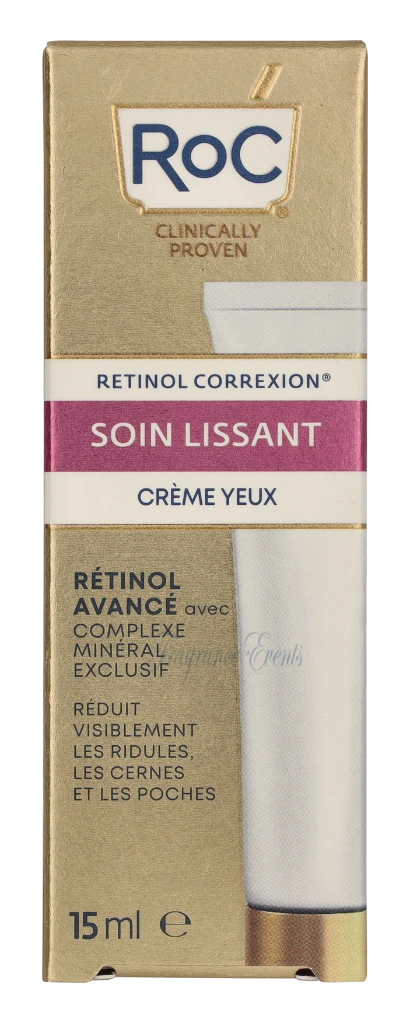 RoC®
CLINICALLY
PROVEN
RETINOL CORREXION®
SOIN LISSANT
CRÈME YEUX
RÉTINOL
AVANCÉ avec
COMPLEXE
MINÉRAL
EXCLUSIF
Events
RÉDUIT
VISIBLEMENT
LES RIDULES,
LES CERNES
ET LES POCHES
15 ml ℮